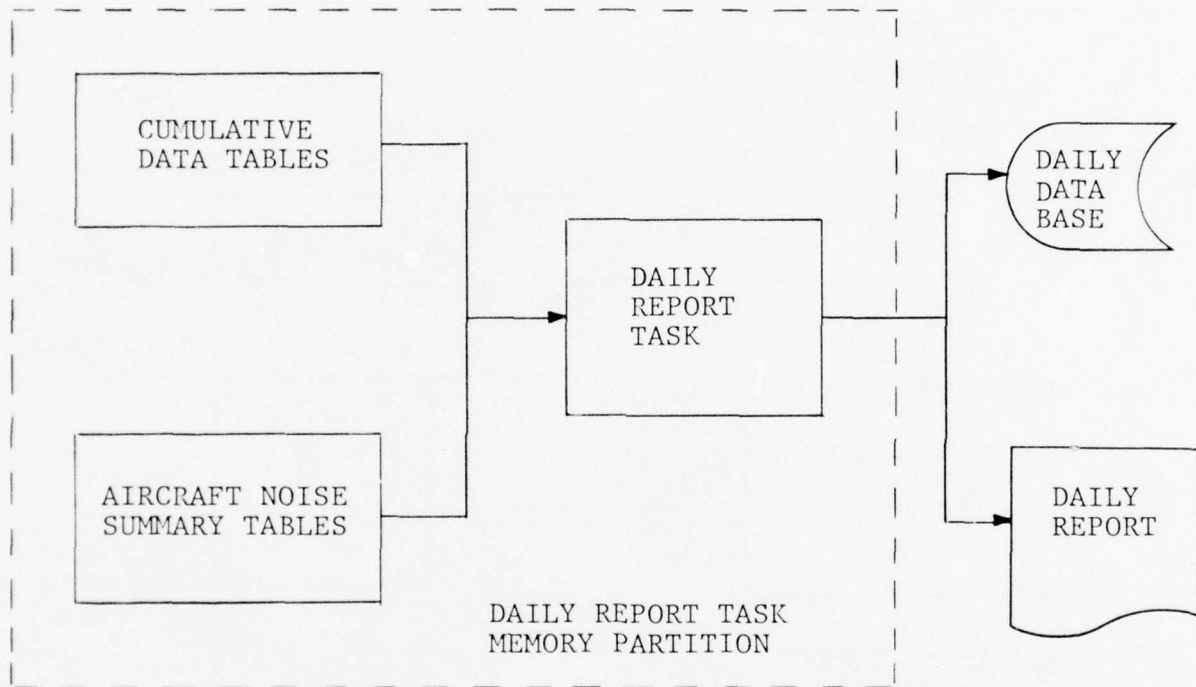 CUMULATIVE
DATA TABLES
AIRCRAFT NOISE
SUMMARY TABLES
DAILY
REPORT
TASK
DAILY REPORT TASK
MEMORY PARTITION
DAILY
DATA
BASE
DAILY
REPORT